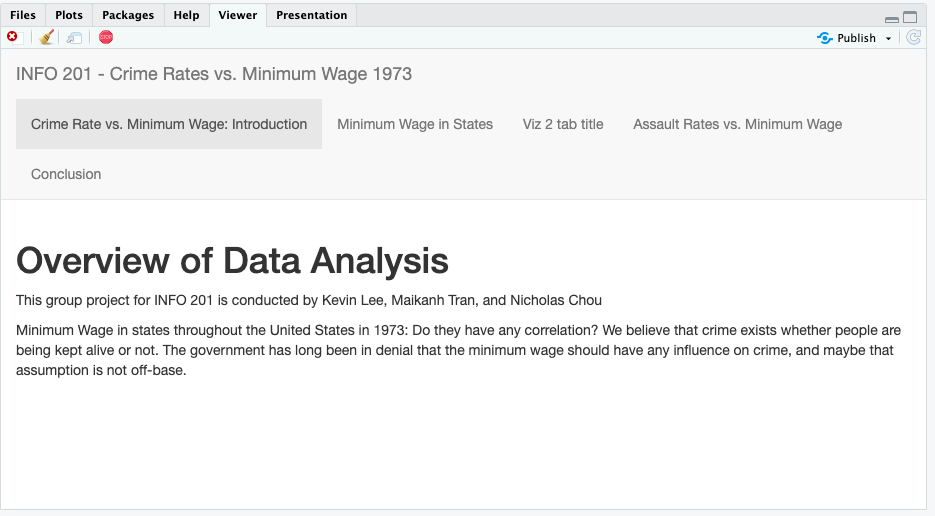 Files Plots Packages Help Viewer Presentation
STOP Publish
INFO 201 - Crime Rates vs. Minimum Wage 1973
Crime Rate vs. Minimum Wage: Introduction Minimum Wage in States Viz 2 tab title Assault Rates vs. Minimum Wage
Conclusion
Overview of Data Analysis
This group project for INFO 201 is conducted by Kevin Lee, Maikanh Tran, and Nicholas Chou
Minimum Wage in states throughout the United States in 1973: Do they have any correlation? We believe that crime exists whether people are
being kept alive or not. The government has long been in denial that the minimum wage should have any influence on crime, and maybe that
assumption is not off-base.